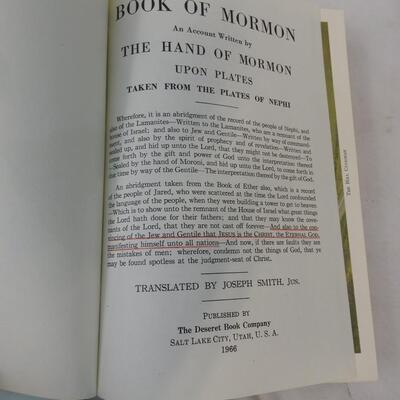 BOOK OF MORMON
An Account Written by
THE HAND OF MORMON
UPON PLATES
TAKEN FROM THE PLATES OF NEPHI
Wherefore, it is an abridgment of the record of the people of Nephi, and
also of the Lamanites—Written to the Lamanites, who are a remnant of the
house of Israel; and also to Jew and Gentile—Written by way of command-
ment, and also by the spirit of prophecy and of revelation—Written and
sealed up, and hid up unto the Lord, that they might not be destroyed—To
come forth by the gift and power of God unto the interpretation thereof
—Sealed by the hand of Moroni, and hid up unto the Lord, to come forth in
due time by way of the Gentile—The interpretation thereof by the gift of God.
An abridgment taken from the Book of Ether also, which is a record
of the people of Jared, who were scattered at the time the Lord confounded
the language of the people, when they were building a tower to get to heaven
—Which is to show unto the remnant of the House of Israel what great things
the Lord hath done for their fathers; and that they may know the cove-
nants of the Lord, that they are not cast off forever—And also to the con-
vincing of the Jew and Gentile that JESUS is the CHRIST, the ETERNAL GOD,
manifesting himself unto all nations—And now, if there are faults they are
the mistakes of men; wherefore, condemn not the things of God, that ye
may be found spotless at the judgment-seat of Christ.
TRANSLATED BY JOSEPH SMITH, JUN.
PUBLISHED BY
The Deseret Book Company
SALT LAKE CITY, UTAH, U. S. A.
1966
THE HILL CUMORAH